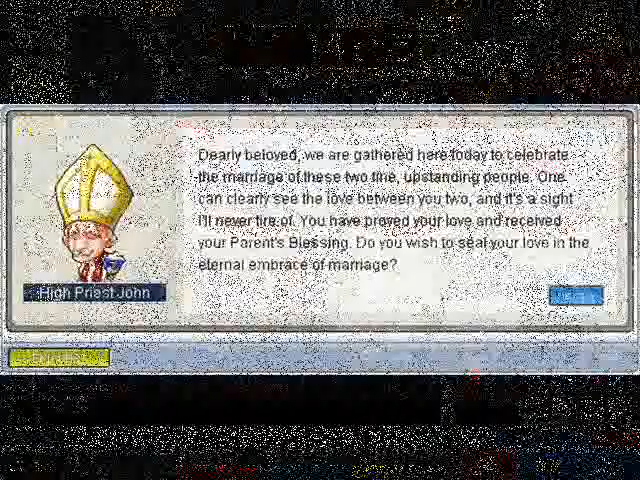 Dearly beloved, we are gathered here today to celebrate
the marriage of these two fine, upstanding people. One
can clearly see the love between you two, and it's a sight
I'll never tire of. You have proved your love and received
your Parent's Blessing. Do you wish to seal your love in the
eternal embrace of marriage?
High Priest John